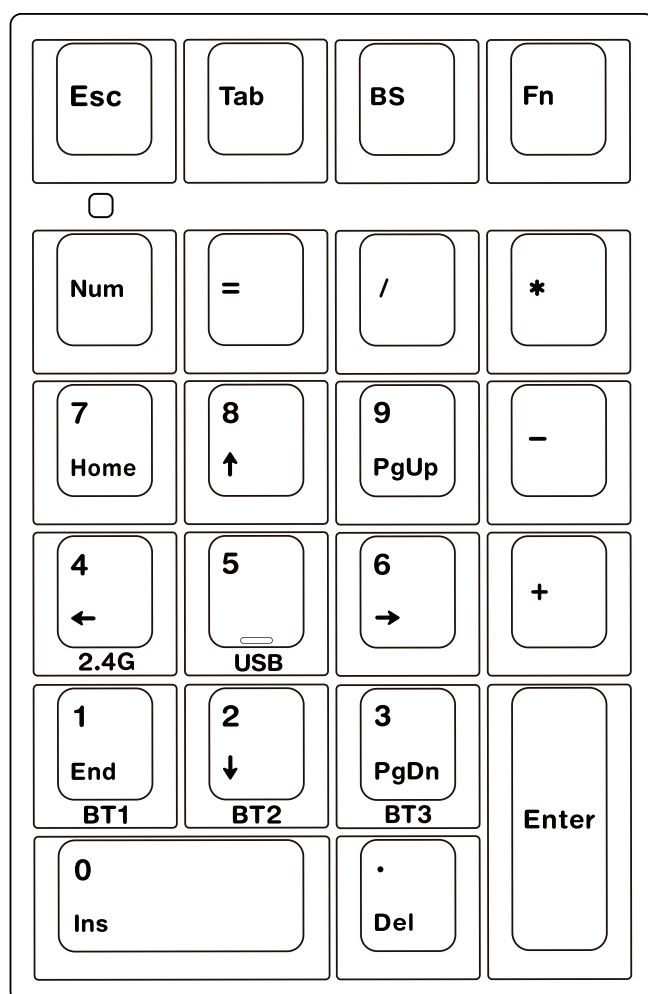 Esc Tab BS Fn
Num = / *
7 8 9 −
Home ↑ PgUp
4 5 6 +
← →
2.4G USB
1 2 3
End ↓ PgDn
BT1 BT2 BT3 Enter
0 .
Ins Del